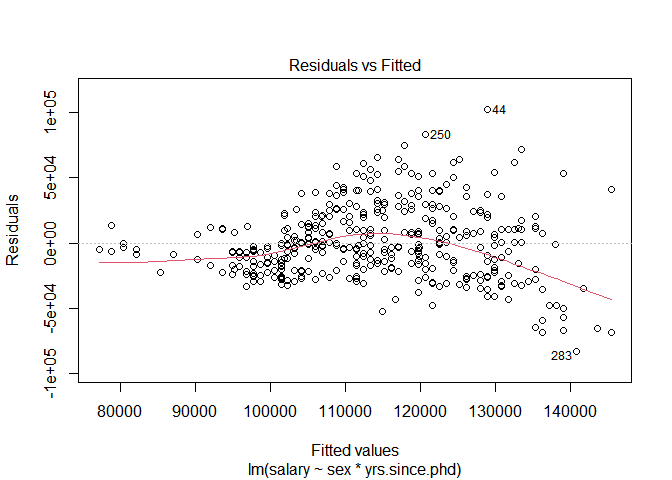 Residuals vs Fitted
1e+05
5e+04
0e+00
-5e+04
-1e+05
Residuals
44
250
283
80000 90000 100000 110000 120000 130000 140000
Fitted values
lm(salary ~ sex * yrs.since.phd)